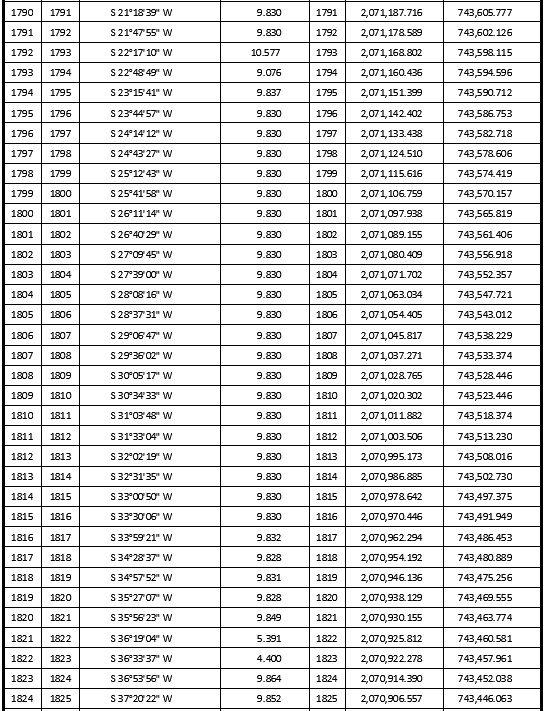 1790 1791 S 21°18'39" W 9.830 1791 2,071,187.716 743,605.777
1791 1792 S 21°47'55" W 9.830 1792 2,071,178.589 743,602.126
1792 1793 S 22°17'10" W 10.577 1793 2,071,168.802 743,598.115
1793 1794 S 22°48'49" W 9.076 1794 2,071,160.436 743,594.596
1794 1795 S 23°15'41" W 9.837 1795 2,071,151.399 743,590.712
1795 1796 S 23°44'57" W 9.830 1796 2,071,142.402 743,586.753
1796 1797 S 24°14'12" W 9.830 1797 2,071,133.438 743,582.718
1797 1798 S 24°43'27" W 9.830 1798 2,071,124.510 743,578.606
1798 1799 S 25°12'43" W 9.830 1799 2,071,115.616 743,574.419
1799 1800 S 25°41'58" W 9.830 1800 2,071,106.759 743,570.157
1800 1801 S 26°11'14" W 9.830 1801 2,071,097.938 743,565.819
1801 1802 S 26°40'29" W 9.830 1802 2,071,089.155 743,561.406
1802 1803 S 27°09'45" W 9.830 1803 2,071,080.409 743,556.918
1803 1804 S 27°39'00" W 9.830 1804 2,071,071.702 743,552.357
1804 1805 S 28°08'16" W 9.830 1805 2,071,063.034 743,547.721
1805 1806 S 28°37'31" W 9.830 1806 2,071,054.405 743,543.012
1806 1807 S 29°06'47" W 9.830 1807 2,071,045.817 743,538.229
1807 1808 S 29°36'02" W 9.830 1808 2,071,037.271 743,533.374
1808 1809 S 30°05'17" W 9.830 1809 2,071,028.765 743,528.446
1809 1810 S 30°34'33" W 9.830 1810 2,071,020.302 743,523.446
1810 1811 S 31°03'48" W 9.830 1811 2,071,011.882 743,518.374
1811 1812 S 31°33'04" W 9.830 1812 2,071,003.506 743,513.230
1812 1813 S 32°02'19" W 9.830 1813 2,070,995.173 743,508.016
1813 1814 S 32°31'35" W 9.830 1814 2,070,986.885 743,502.730
1814 1815 S 33°00'50" W 9.830 1815 2,070,978.642 743,497.375
1815 1816 S 33°30'06" W 9.830 1816 2,070,970.446 743,491.949
1816 1817 S 33°59'21" W 9.832 1817 2,070,962.294 743,486.453
1817 1818 S 34°28'37" W 9.828 1818 2,070,954.192 743,480.889
1818 1819 S 34°57'52" W 9.831 1819 2,070,946.136 743,475.256
1819 1820 S 35°27'07" W 9.828 1820 2,070,938.129 743,469.555
1820 1821 S 35°56'23" W 9.849 1821 2,070,930.155 743,463.774
1821 1822 S 36°19'04" W 5.391 1822 2,070,925.812 743,460.581
1822 1823 S 36°33'37" W 4.400 1823 2,070,922.278 743,457.961
1823 1824 S 36°53'56" W 9.864 1824 2,070,914.390 743,452.038
1824 1825 S 37°20'22" W 9.852 1825 2,070,906.557 743,446.063